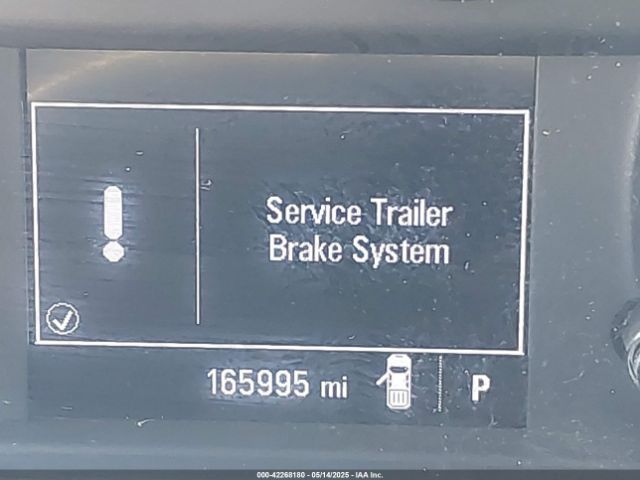 Service Trailer
Brake System
165995 mi
P
000-42268180 - 05/14/2025 - IAA Inc.